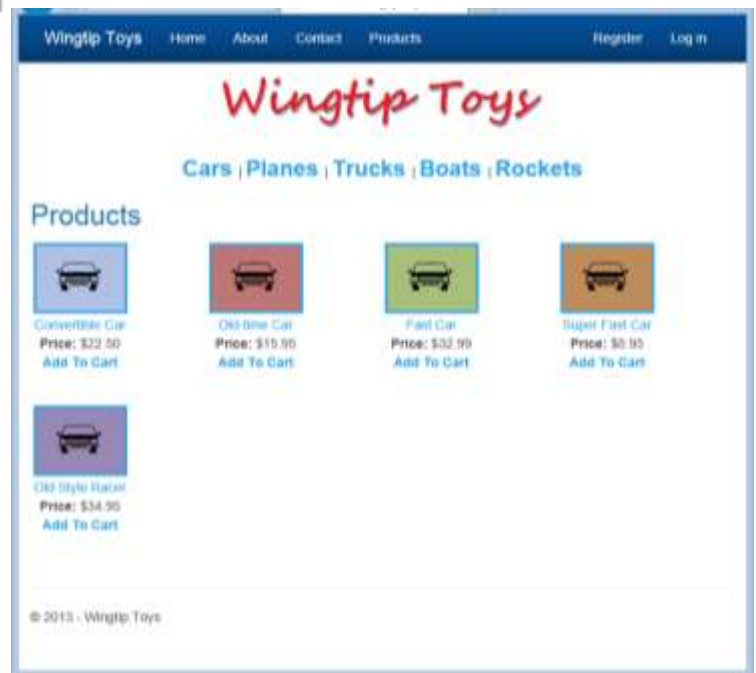 Wingtip Toys Home About Contact Products Register Log in
Wingtip Toys
Cars | Planes | Trucks | Boats | Rockets
Products
Convertible Car Old-time Car Fast Car Super Fast Car
Price: $22.50 Price: $15.95 Price: $32.99 Price: $8.95
Add To Cart Add To Cart Add To Cart Add To Cart
Old Style Racer
Price: $34.95
Add To Cart
© 2013 - Wingtip Toys